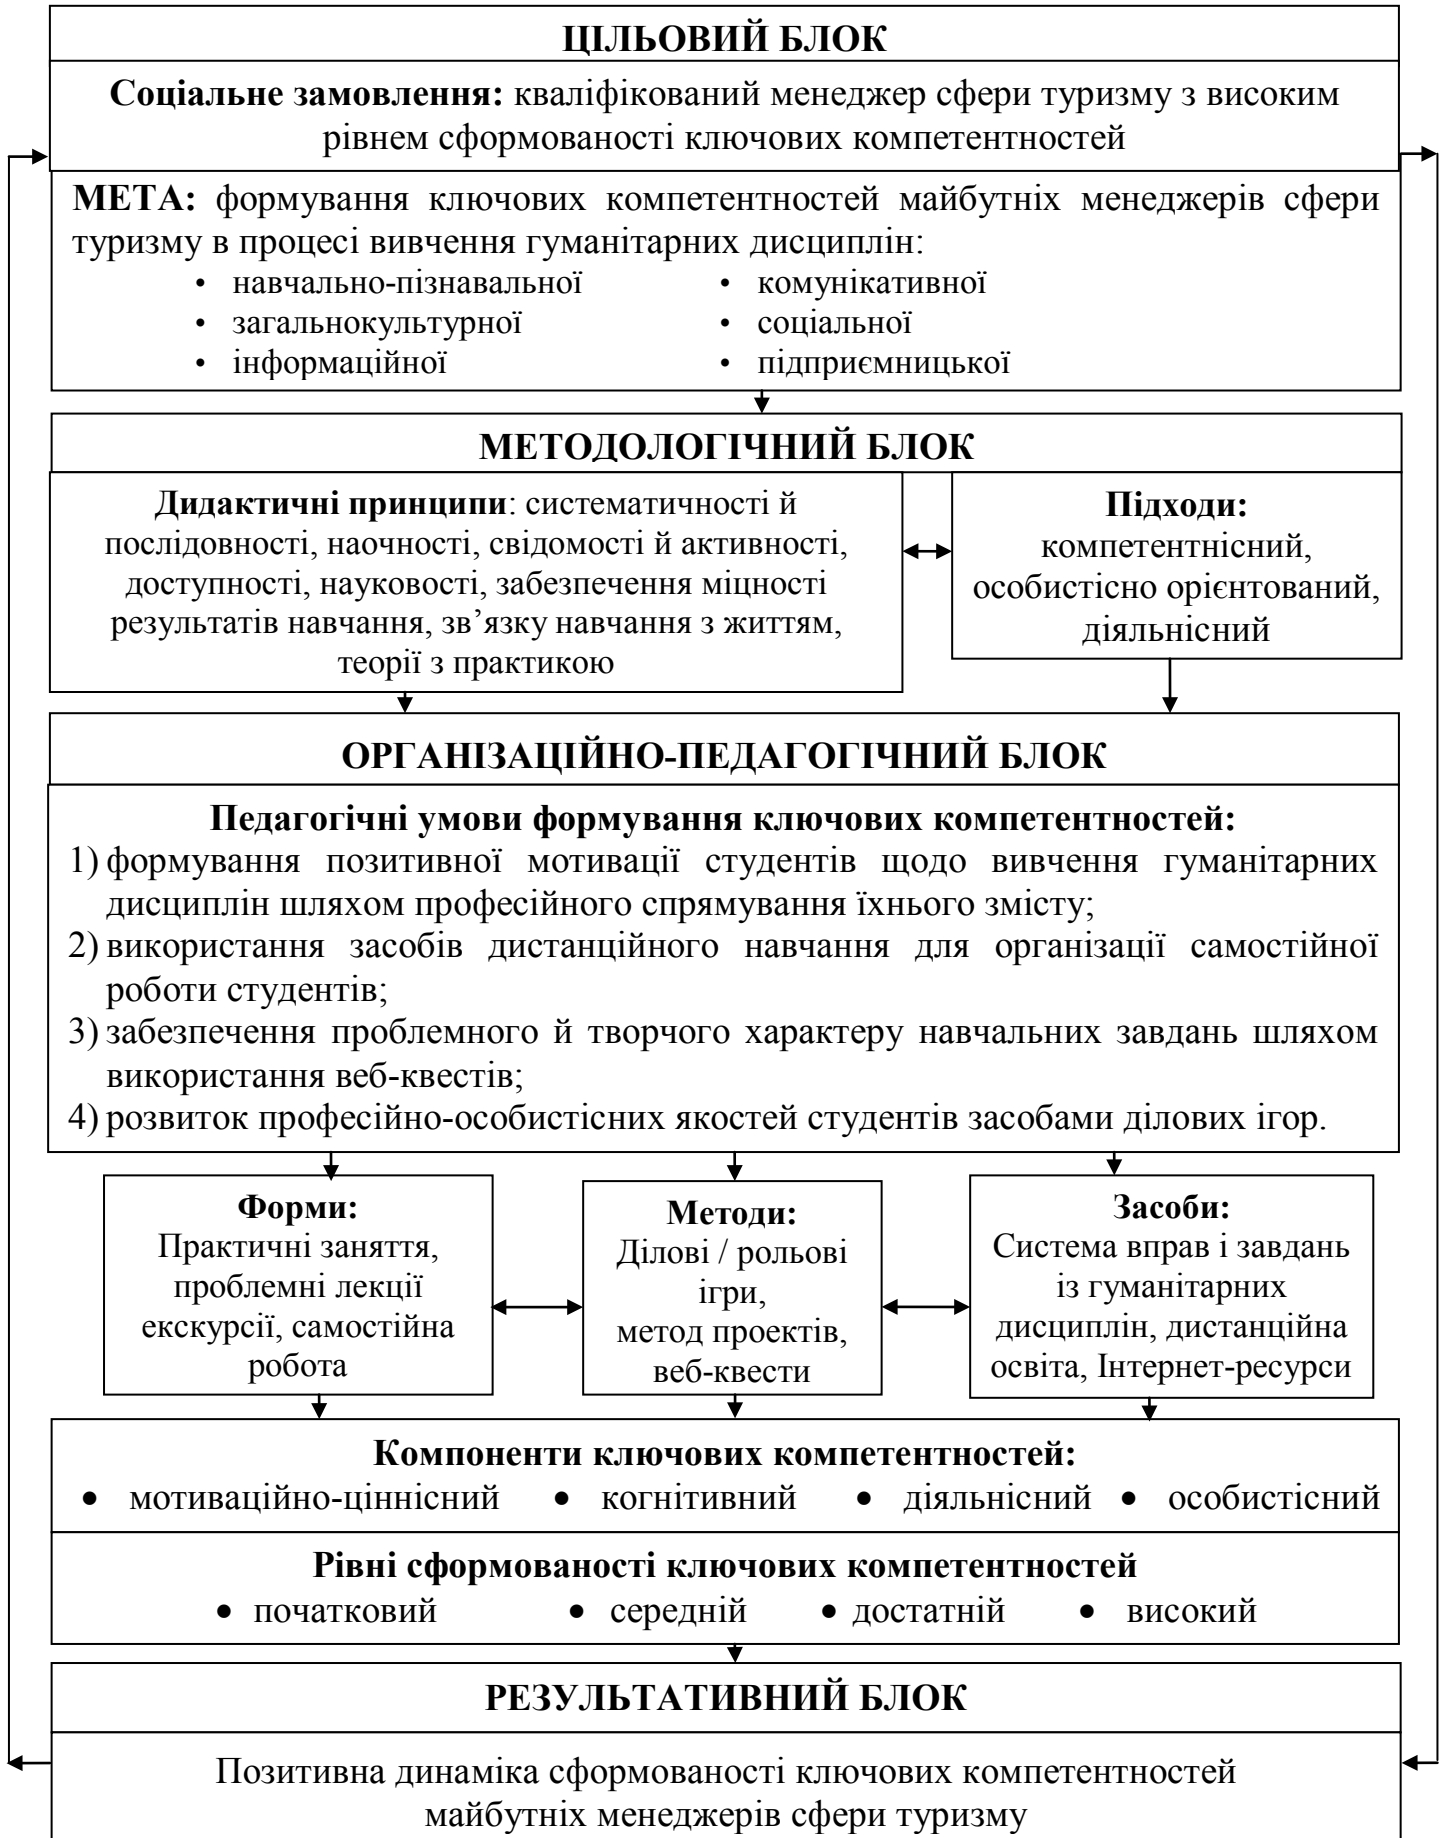 ЦІЛЬОВИЙ БЛОК
Соціальне замовлення: кваліфікований менеджер сфери туризму з високим
рівнем сформованості ключових компетентностей
МЕТА: формування ключових компетентностей майбутніх менеджерів сфери
туризму в процесі вивчення гуманітарних дисциплін:
• навчально-пізнавальної
• загальнокультурної
• інформаційної
• комунікативної
• соціальної
• підприємницької
МЕТОДОЛОГІЧНИЙ БЛОК
Дидактичні принципи: систематичності й
послідовності, наочності, свідомості й активності,
доступності, науковості, забезпечення міцності
результатів навчання, зв’язку навчання з життям,
теорії з практикою
Підходи:
компетентнісний,
особистісно орієнтований,
діяльнісний
ОРГАНІЗАЦІЙНО-ПЕДАГОГІЧНИЙ БЛОК
Педагогічні умови формування ключових компетентностей:
1) формування позитивної мотивації студентів щодо вивчення гуманітарних
дисциплін шляхом професійного спрямування їхнього змісту;
2) використання засобів дистанційного навчання для організації самостійної
роботи студентів;
3) забезпечення проблемного й творчого характеру навчальних завдань шляхом
використання веб-квестів;
4) розвиток професійно-особистісних якостей студентів засобами ділових ігор.
Форми:
Практичні заняття,
проблемні лекції
екскурсії, самостійна
робота
Методи:
Ділові / рольові
ігри,
метод проектів,
веб-квести
Засоби:
Система вправ і завдань
із гуманітарних
дисциплін, дистанційна
освіта, Інтернет-ресурси
Компоненти ключових компетентностей:
• мотиваційно-ціннісний • когнітивний • діяльнісний • особистісний
Рівні сформованості ключових компетентностей
• початковий • середній • достатній • високий
РЕЗУЛЬТАТИВНИЙ БЛОК
Позитивна динаміка сформованості ключових компетентностей
майбутніх менеджерів сфери туризму